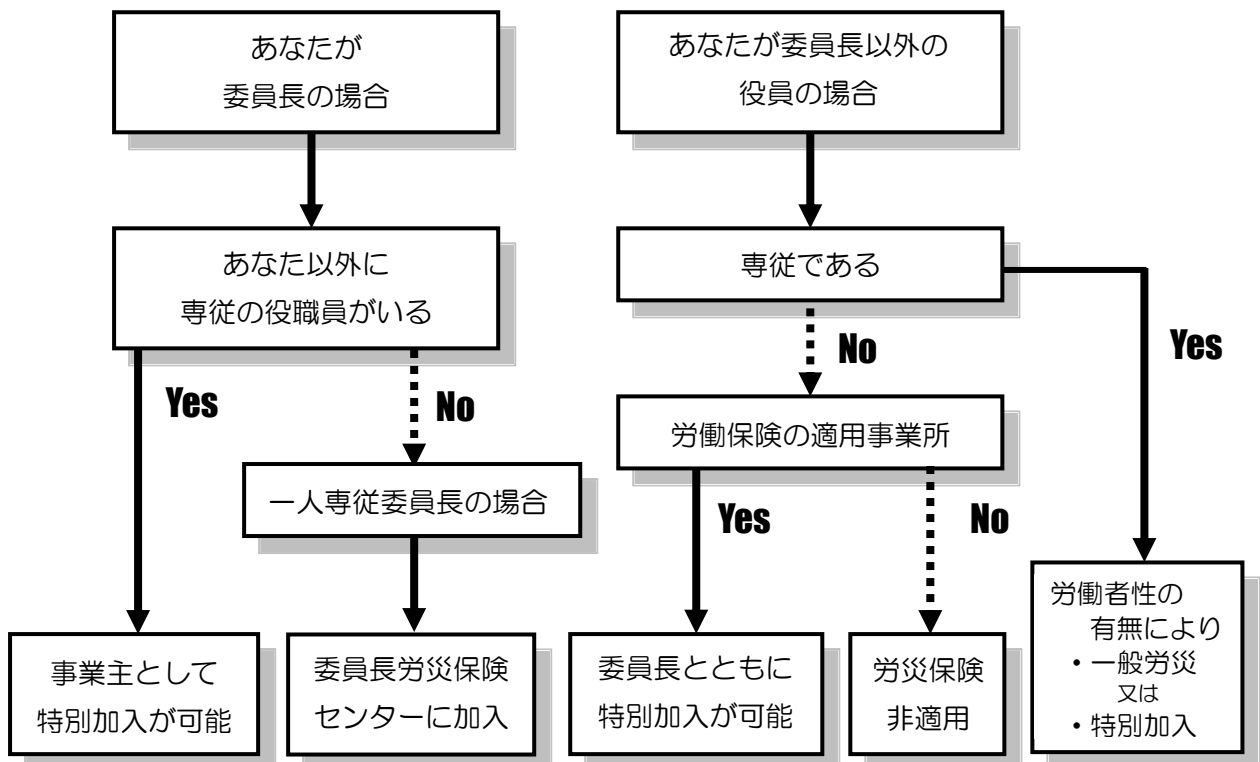 あなたが
委員長の場合
あなたが委員長以外の
役員の場合
あなた以外に
専従の役職員がいる
専従である
Yes
No
No
Yes
労働保険の適用事業所
一人専従委員長の場合
Yes
No
事業主として
特別加入が可能
委員長労災保険
センターに加入
委員長とともに
特別加入が可能
労災保険
非適用
労働者性の
有無により
・一般労災
又は
・特別加入